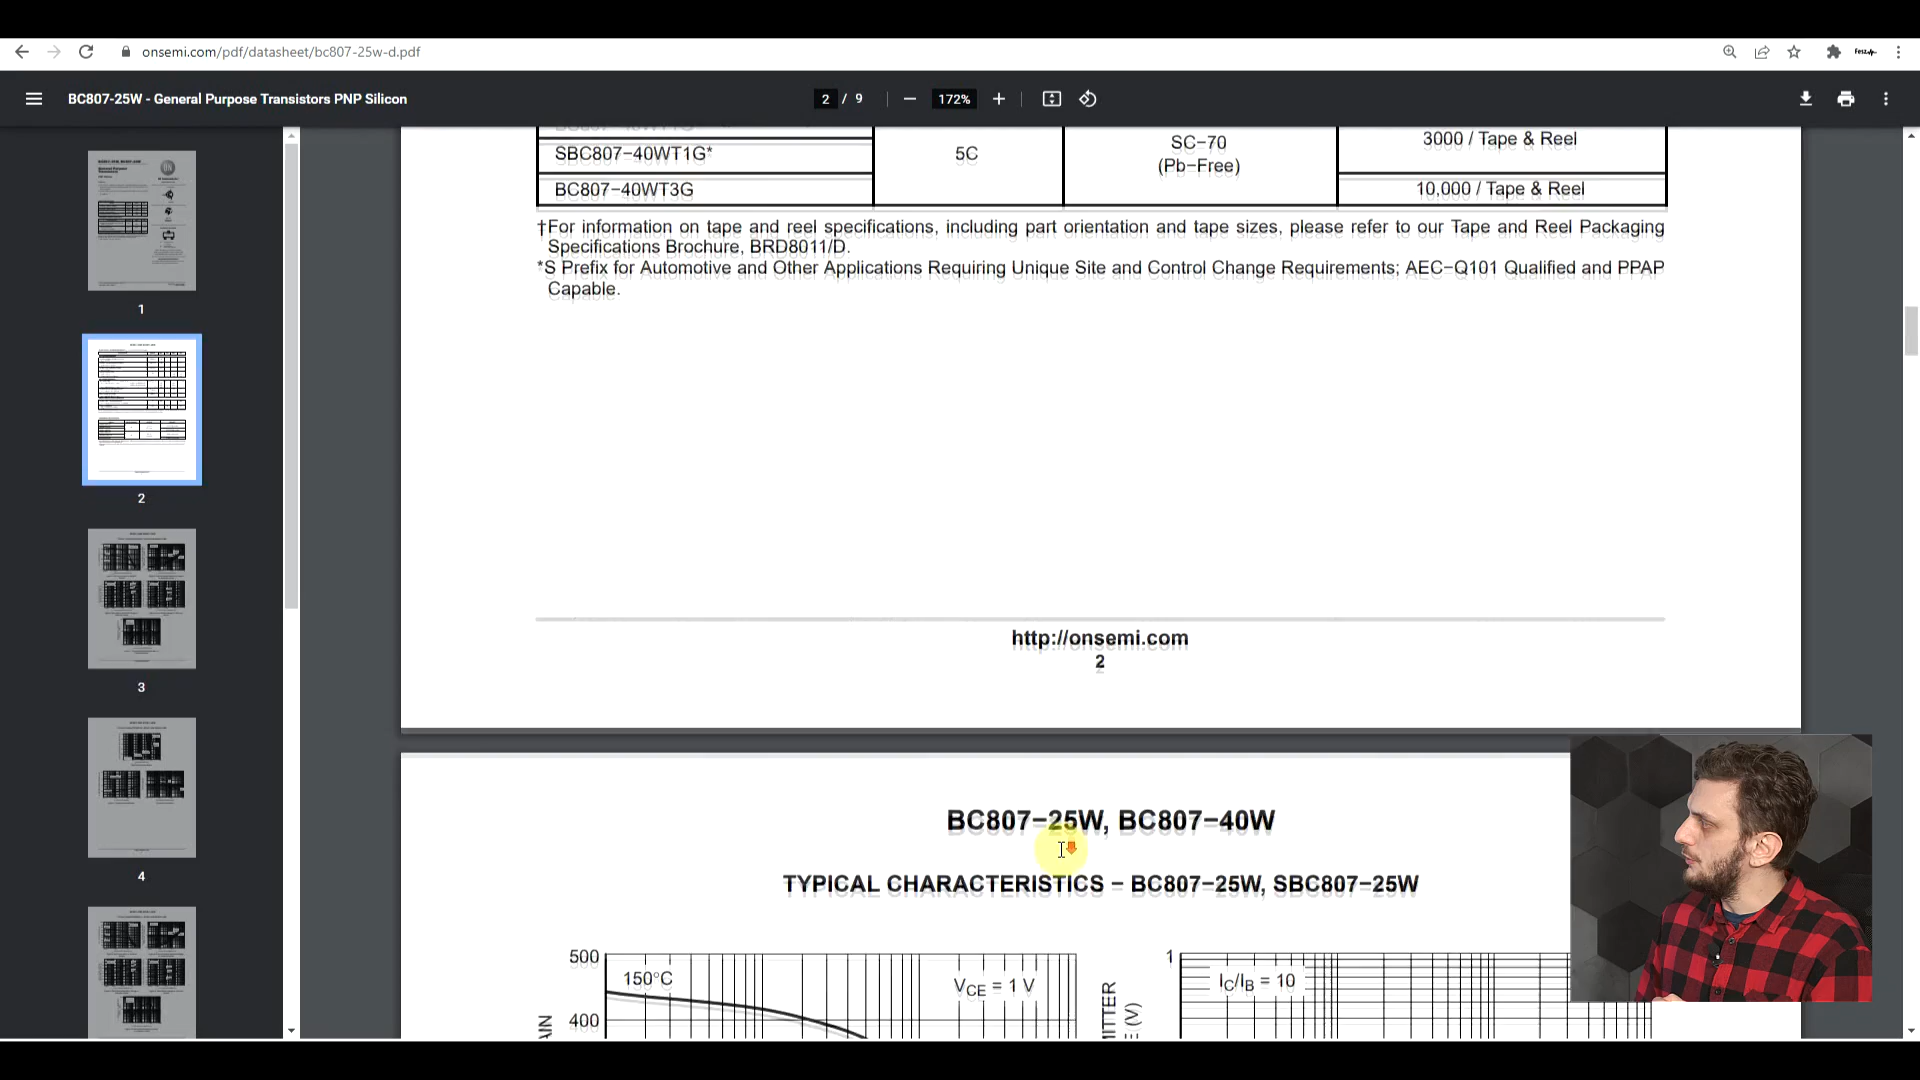 onsemi.com/pdf/datasheet/bc807-25w-d.pdf
BC807-25W - General Purpose Transistors PNP Silicon
2 / 9
172%
1
2
3
4
SBC807−40WT1G*
BC807−40WT3G
5C
SC−70
(Pb−Free)
3000 / Tape & Reel
10,000 / Tape & Reel
†For information on tape and reel specifications, including part orientation and tape sizes, please refer to our Tape and Reel Packaging
Specifications Brochure, BRD8011/D.
*S Prefix for Automotive and Other Applications Requiring Unique Site and Control Change Requirements; AEC−Q101 Qualified and PPAP
Capable.
http://onsemi.com
2
BC807−25W, BC807−40W
TYPICAL CHARACTERISTICS − BC807−25W, SBC807−25W
500
150°C
VCE = 1 V
400
1
IC/IB = 10